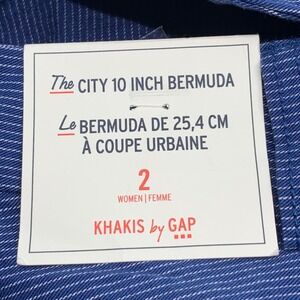 The CITY 10 INCH BERMUDA
Le BERMUDA DE 25,4 CM
À COUPE URBAINE
2
WOMEN | FEMME
KHAKIS by GAP